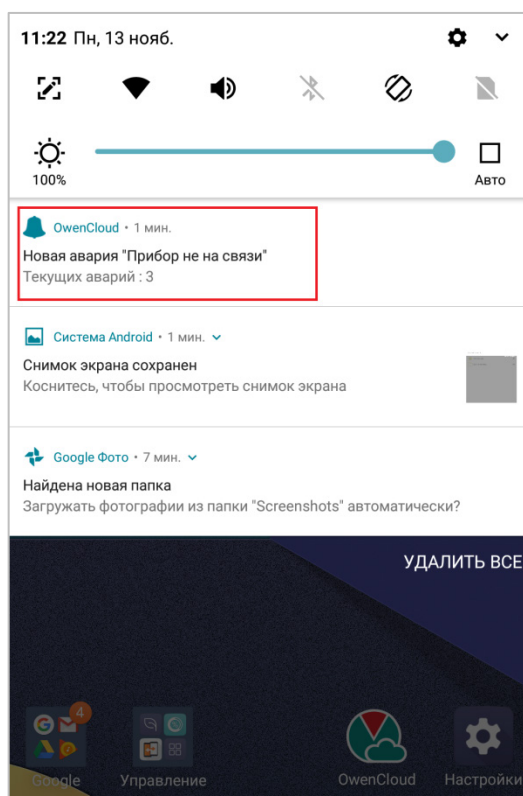 11:22 Пн, 13 нояб.
100%
Авто
OwenCloud • 1 мин.
Новая авария "Прибор не на связи"
Текущих аварий : 3
Система Android • 1 мин.
Снимок экрана сохранен
Коснитесь, чтобы просмотреть снимок экрана
Google Фото • 7 мин.
Найдена новая папка
Загружать фотографии из папки "Screenshots" автоматически?
УДАЛИТЬ ВСЕ
4
Google
Управление
OwenCloud
Настройки